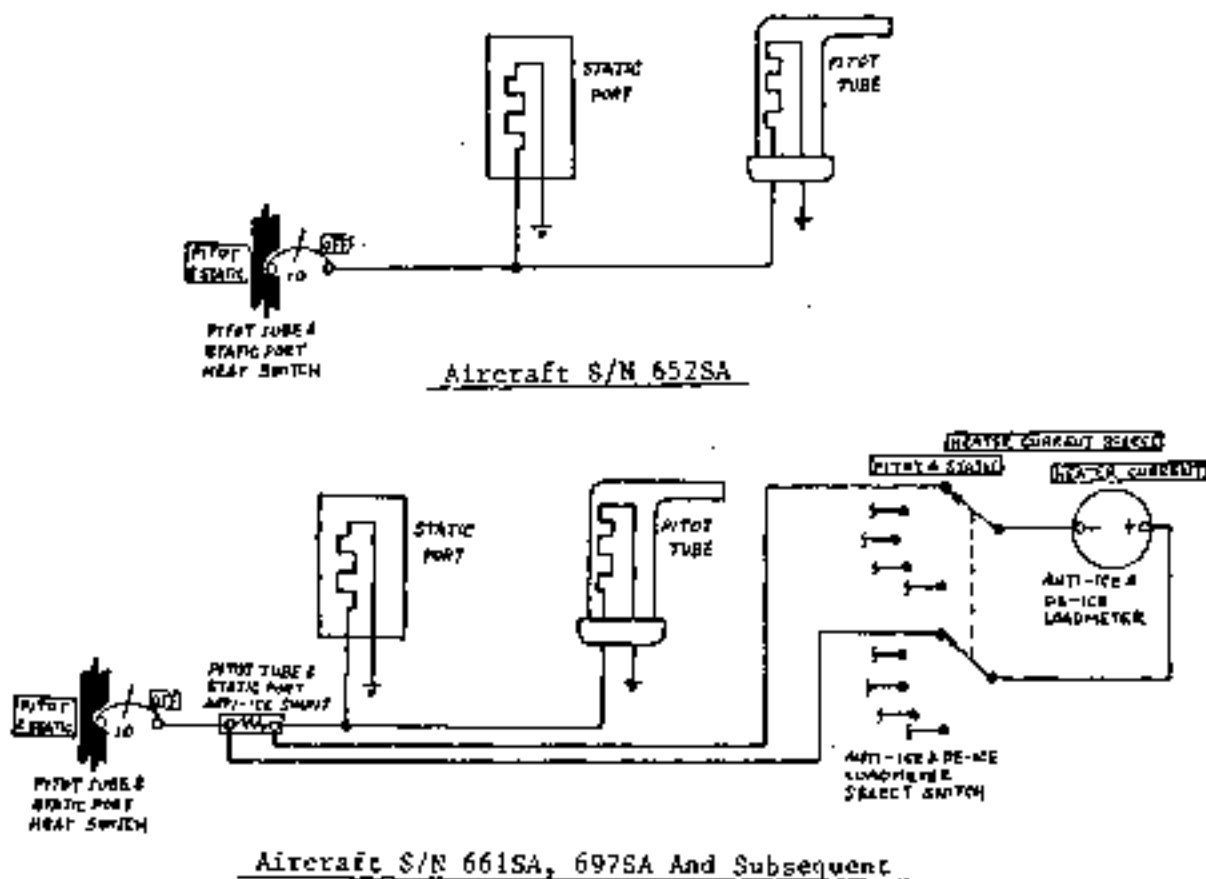 STATIC
PORT
PITOT
TUBE
PITOT
& STATIC
OFF
10
PITOT TUBE &
STATIC PORT
HEAT SWITCH
Aircraft S/N 652SA
HEATER CURRENT
PITOT & STATIC
HEATER CURRENT
STATIC
PORT
PITOT
TUBE
- +
ANTI-ICE &
DE-ICE
LOADMETER
PITOT TUBE &
STATIC PORT
ANTI-ICE SHUNT
PITOT
& STATIC
OFF
10
PITOT TUBE &
STATIC PORT
HEAT SWITCH
ANTI-ICE & DE-ICE
LOADMETER
SELECT SWITCH
Aircraft S/N 661SA, 697SA And Subsequent